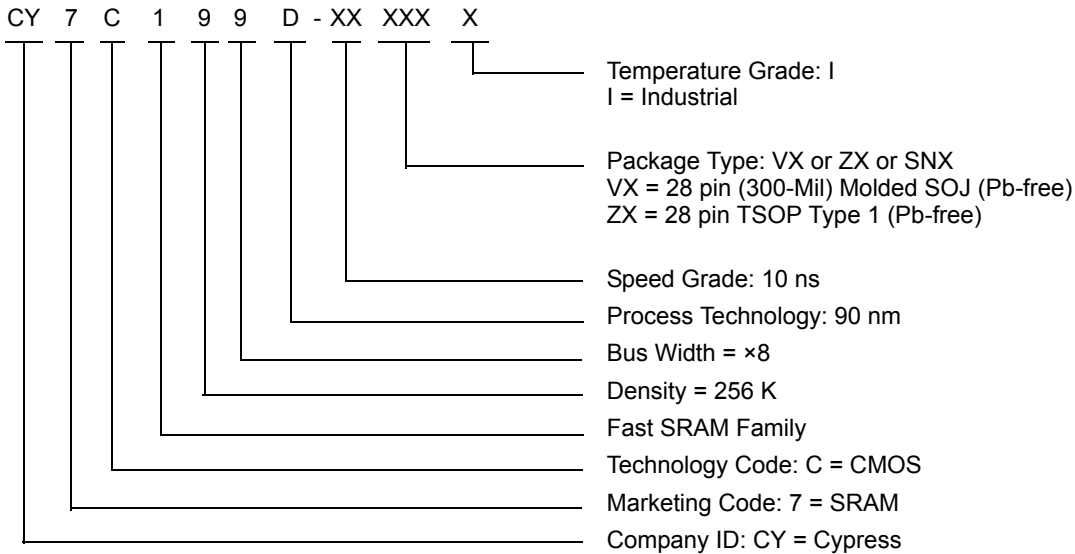 CY 7 C 1 9 9 D - XX XXX X
Temperature Grade: I
I = Industrial
Package Type: VX or ZX or SNX
VX = 28 pin (300-Mil) Molded SOJ (Pb-free)
ZX = 28 pin TSOP Type 1 (Pb-free)
Speed Grade: 10 ns
Process Technology: 90 nm
Bus Width = ×8
Density = 256 K
Fast SRAM Family
Technology Code: C = CMOS
Marketing Code: 7 = SRAM
Company ID: CY = Cypress